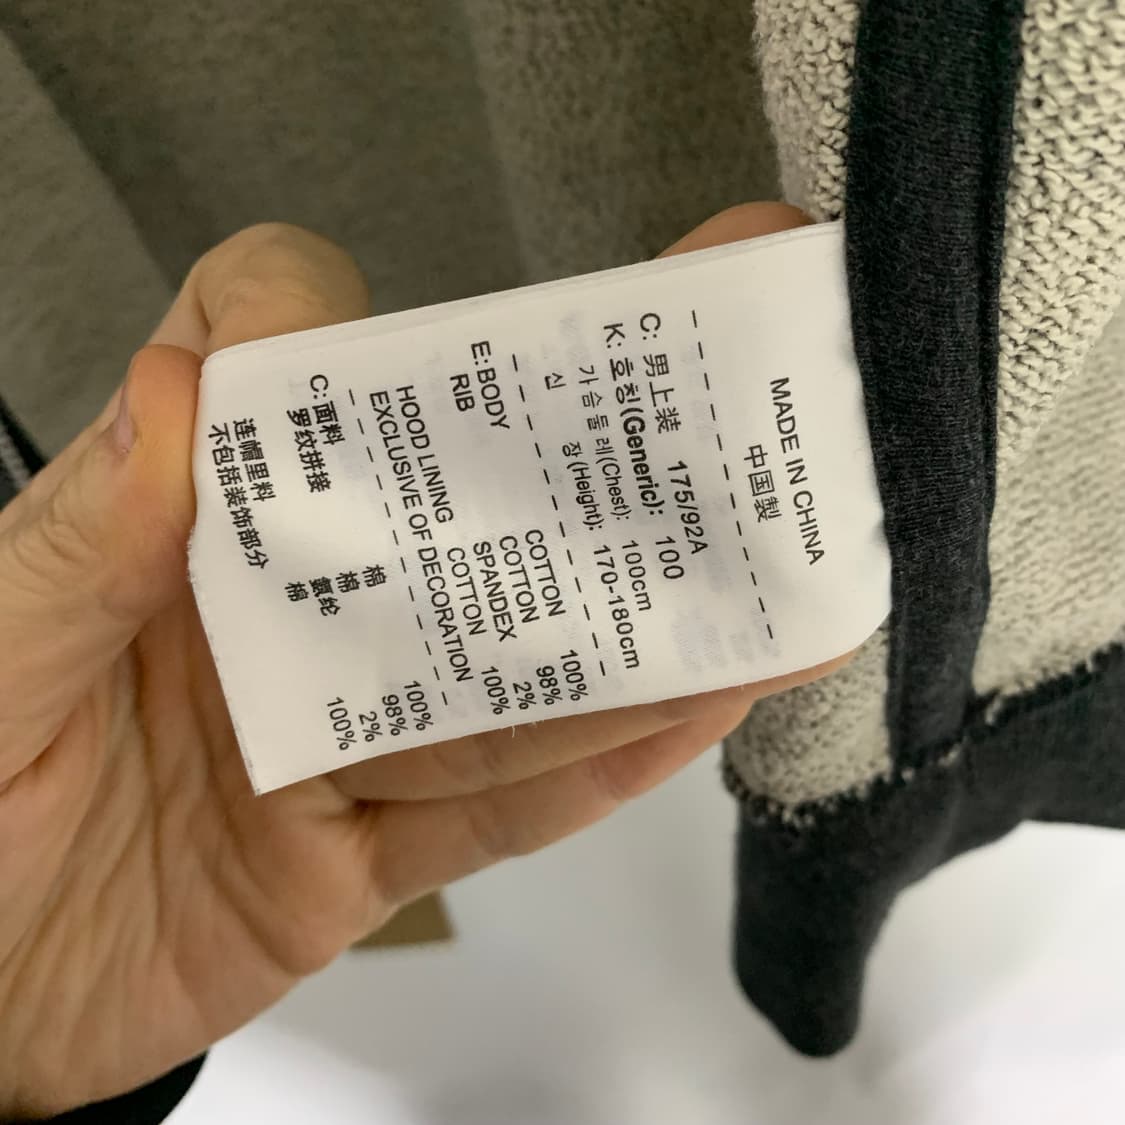 MADE IN CHINA
中国製
C: 男上装 175/92A
K: 호칭(Generic): 100
가슴둘레(Chest): 100cm
신 장(Height): 170-180cm
E: BODY COTTON 100%
RIB COTTON 98%
SPANDEX 2%
HOOD LINING COTTON 100%
EXCLUSIVE OF DECORATION
C: 面料 棉 100%
罗纹拼接 棉 98%
氨纶 2%
连帽里料 棉 100%
不包括装饰部分